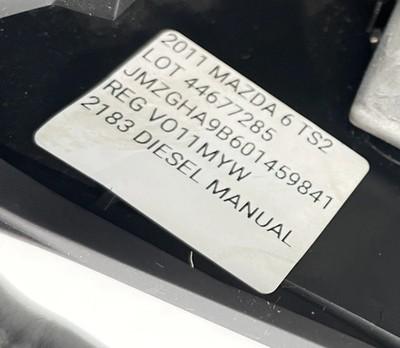 2011 MAZDA 6 TS2
LOT 44677285
JMZGHA9B601459841
REG VO11MYW
2183 DIESEL MANUAL